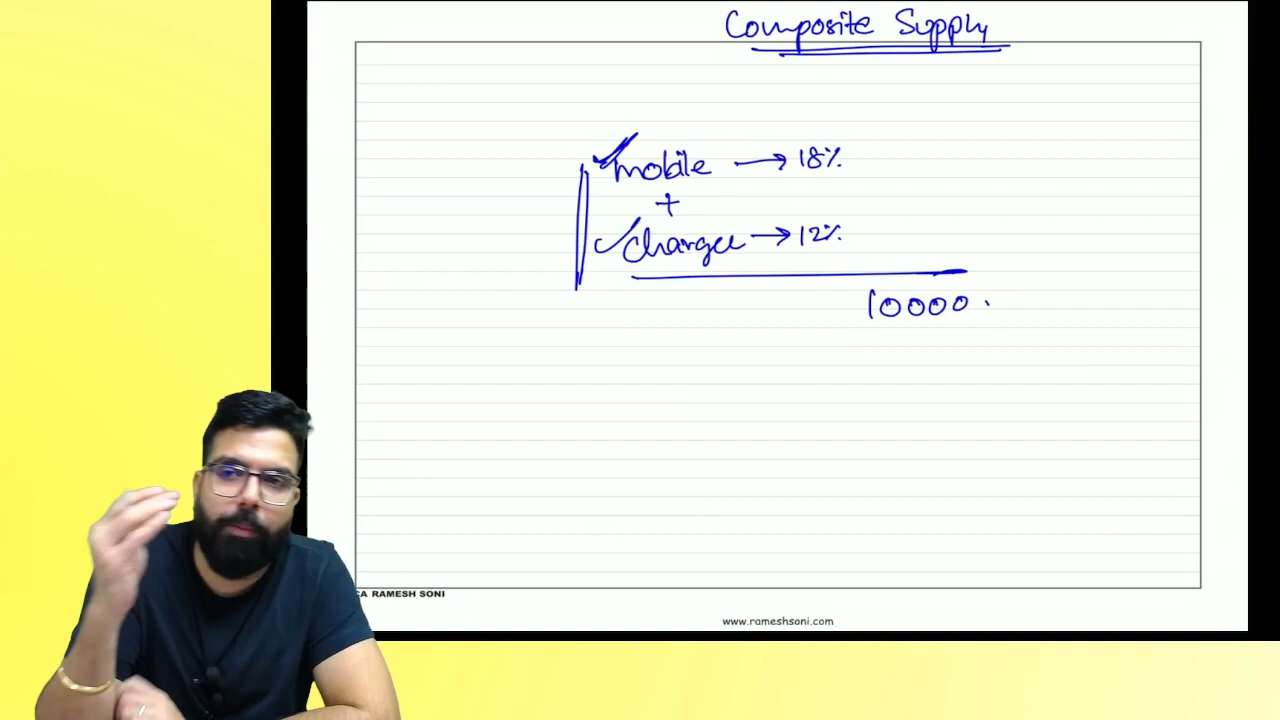 Composite Supply
mobile → 18%
+
charger → 12%
10000.
CA RAMESH SONI
www.rameshsoni.com